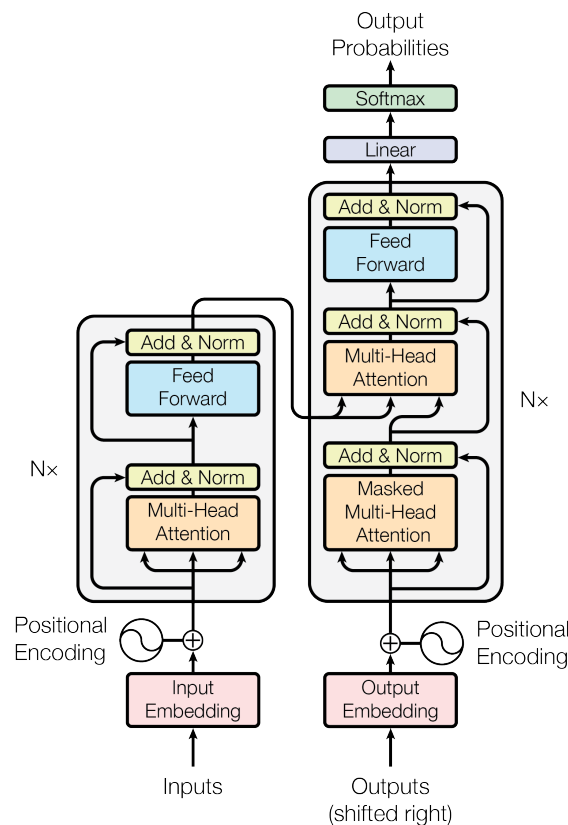 Output
Probabilities
Softmax
Linear
Add & Norm
Feed
Forward
Add & Norm
Multi-Head
Attention
Add & Norm
Masked
Multi-Head
Attention
N×
Add & Norm
Feed
Forward
Add & Norm
Multi-Head
Attention
N×
Positional
Encoding
Positional
Encoding
Input
Embedding
Output
Embedding
Inputs
Outputs
(shifted right)